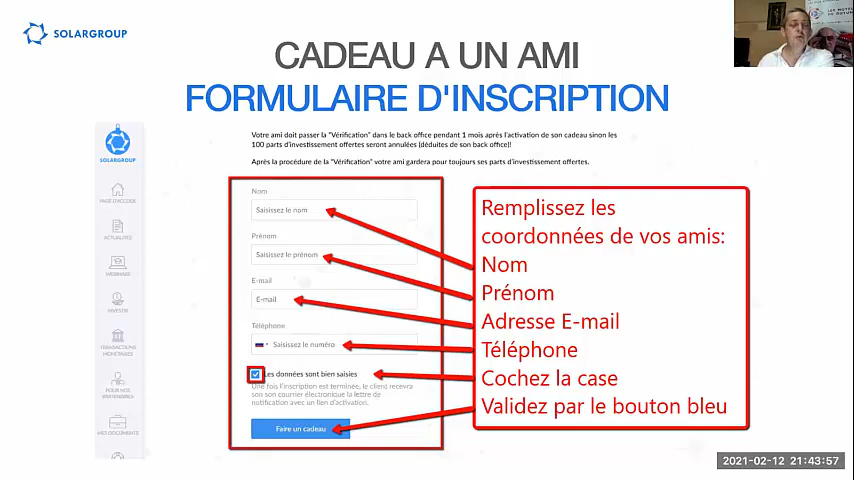 SOLARGROUP
CADEAU A UN AMI
FORMULAIRE D'INSCRIPTION
Votre ami doit passer la "Vérification" dans le back office pendant 1 mois après l'activation de son cadeau sinon les
100 parts d'investissement offertes seront annulées (déduites de son back office)!
Après la procédure de la "Vérification" votre ami gardera pour toujours ses parts d'investissement offertes.
SOLARGROUP
PAGE D'ACCUEIL
ACTUALITÉS
WEBINAIRE
INVESTIR
TRANSACTIONS
MONÉTAIRES
POUR NOS
PARTENAIRES
MES DOCUMENTS
Nom
Saisissez le nom
Prénom
Saisissez le prénom
E-mail
E-mail
Téléphone
Saisissez le numéro
Les données sont bien saisies
Une fois l'inscription est terminée, le client recevra
son son courrier électronique la lettre de
notification avec un lien d'activation.
Faire un cadeau
Remplissez les
coordonnées de vos amis:
Nom
Prénom
Adresse E-mail
Téléphone
Cochez la case
Validez par le bouton bleu
2021-02-12 21:43:57